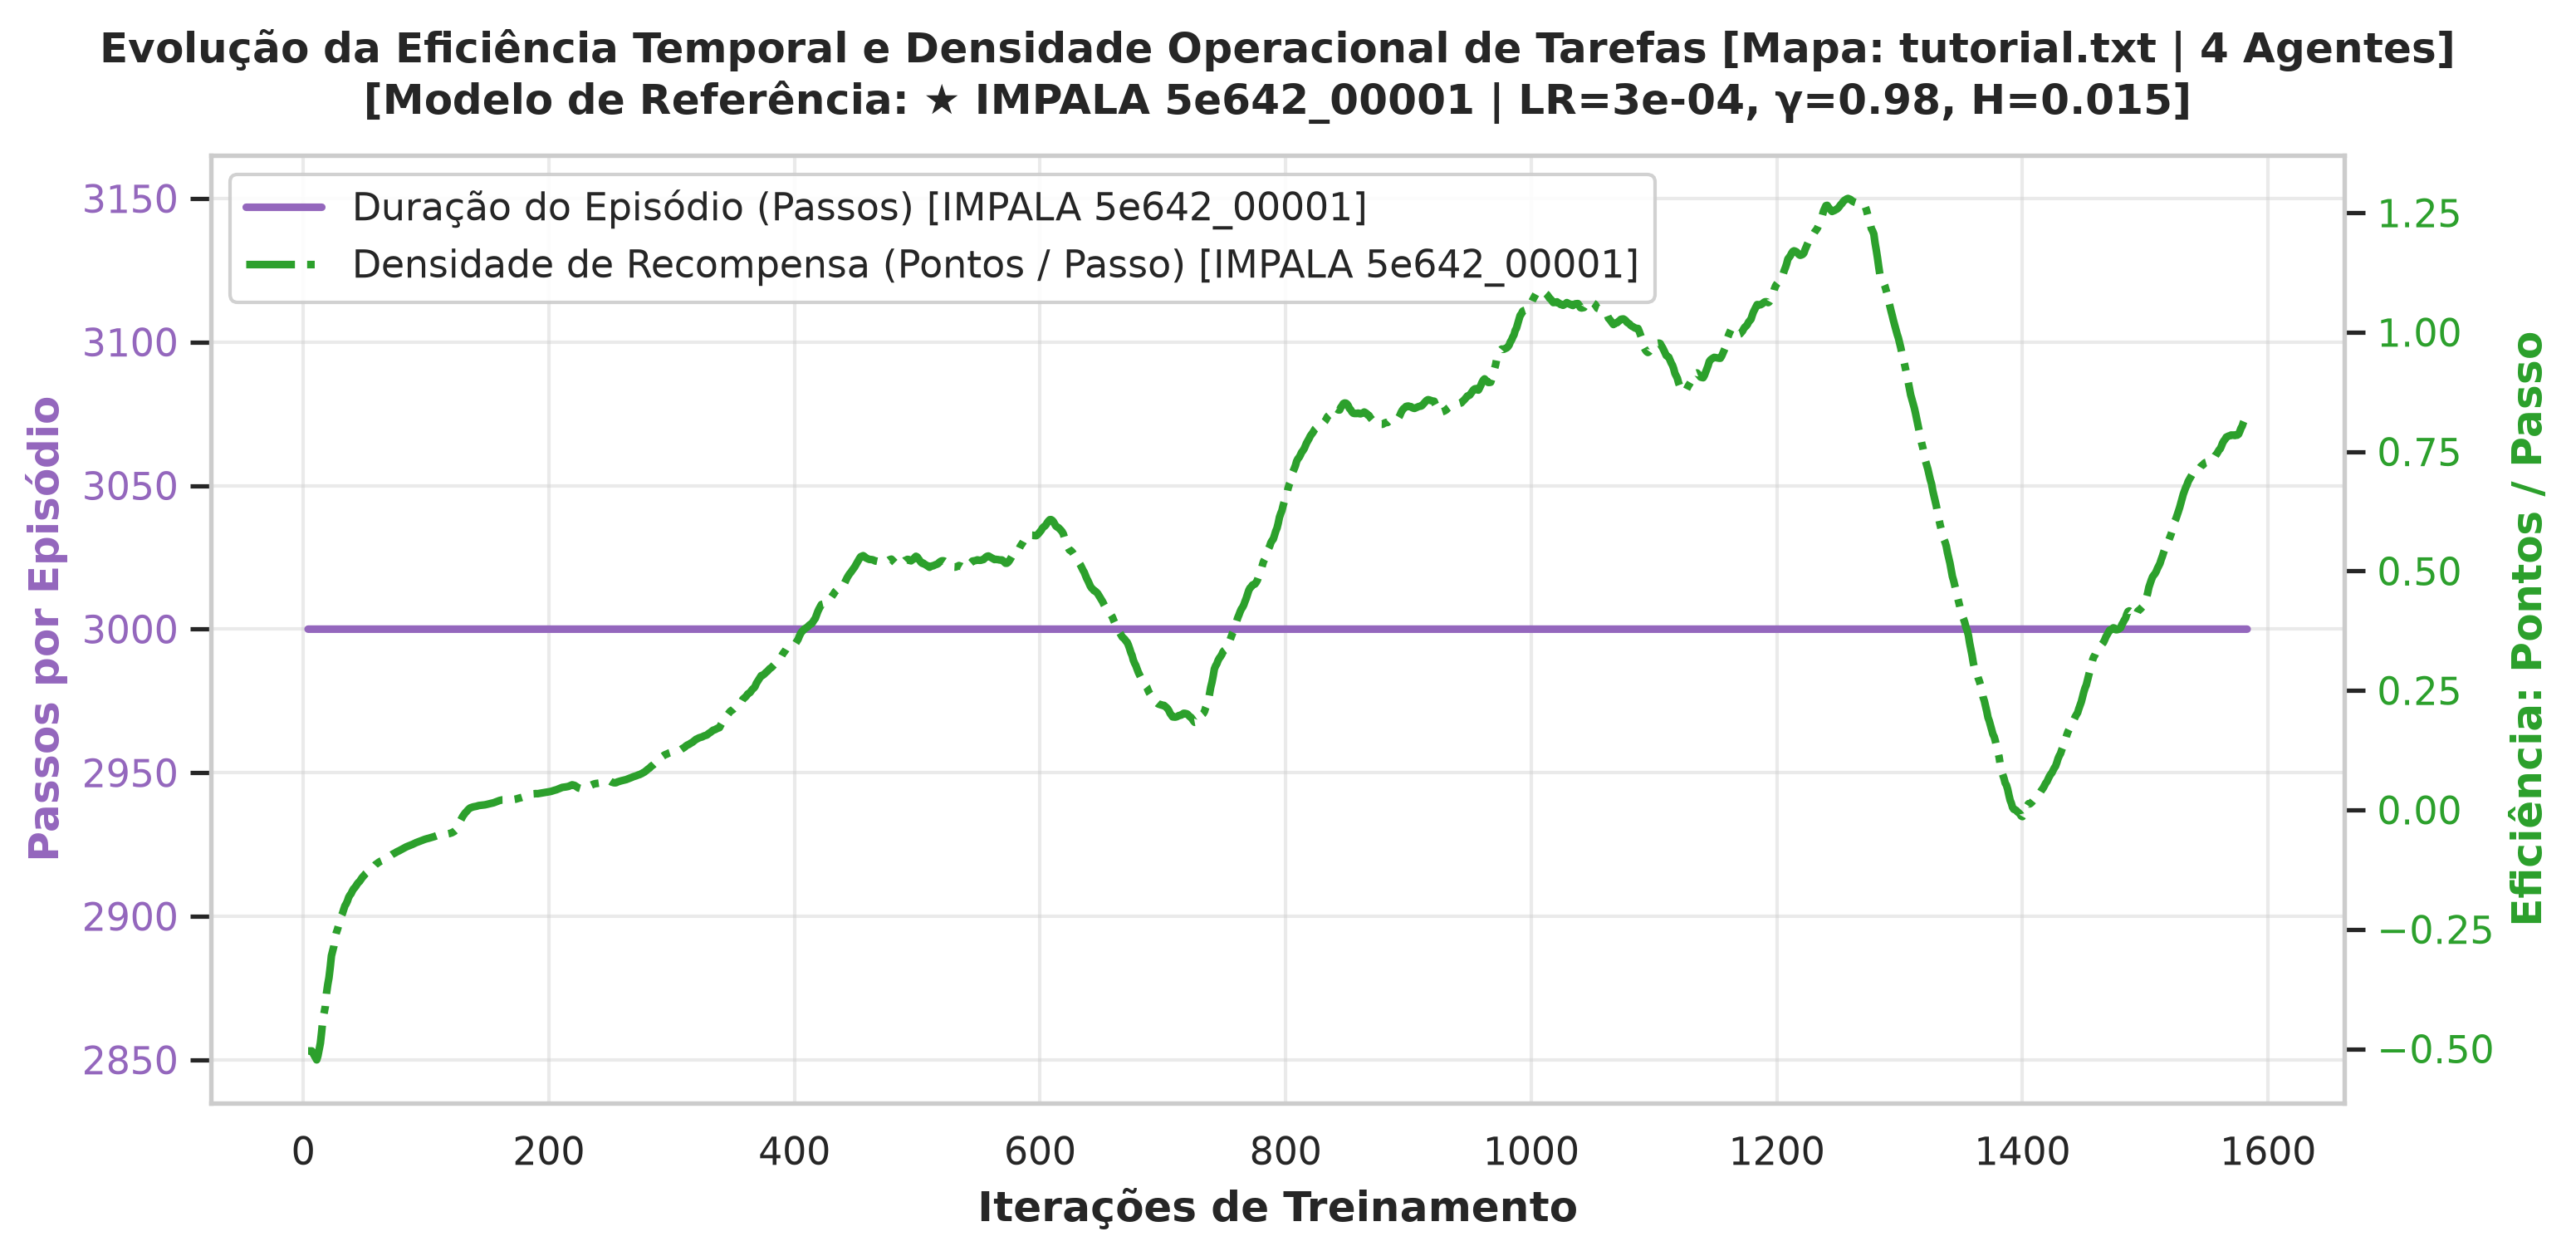 Evolução da Eficiência Temporal e Densidade Operacional de Tarefas [Mapa: tutorial.txt | 4 Agentes]
[Modelo de Referência: ★ IMPALA 5e642_00001 | LR=3e-04, γ=0.98, H=0.015]
Duração do Episódio (Passos) [IMPALA 5e642_00001]
Densidade de Recompensa (Pontos / Passo) [IMPALA 5e642_00001]
Passos por Episódio
3150
3100
3050
3000
2950
2900
2850
1.25
1.00
0.75
0.50
0.25
0.00
−0.25
−0.50
Eficiência: Pontos / Passo
0 200 400 600 800 1000 1200 1400 1600
Iterações de Treinamento